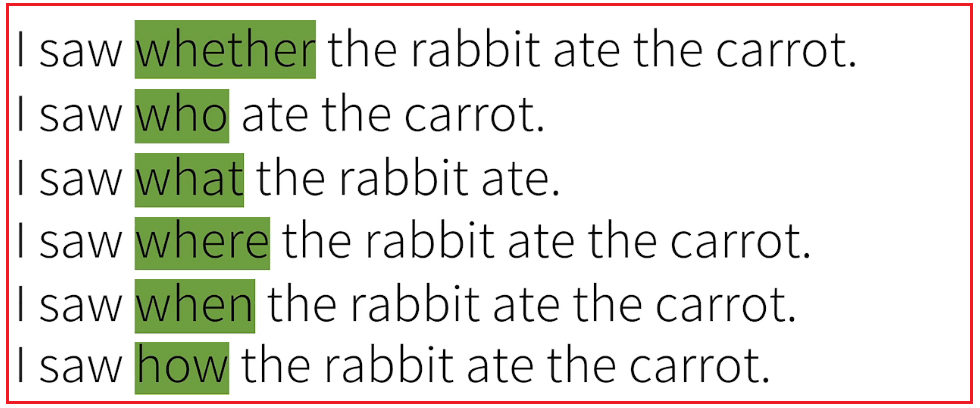 I saw whether the rabbit ate the carrot.
I saw who ate the carrot.
I saw what the rabbit ate.
I saw where the rabbit ate the carrot.
I saw when the rabbit ate the carrot.
I saw how the rabbit ate the carrot.